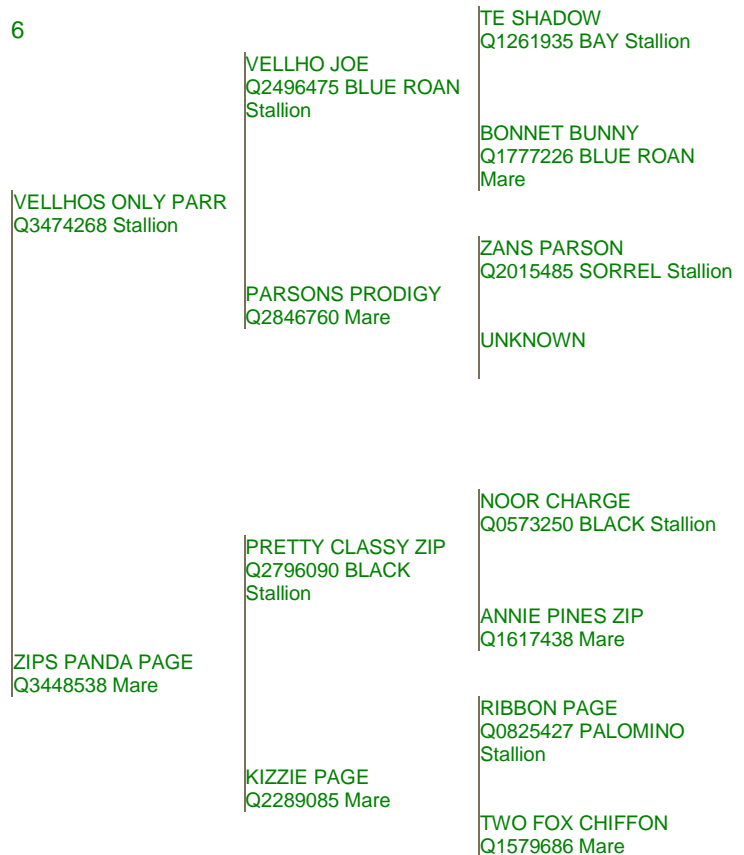 6
TE SHADOW
Q1261935 BAY Stallion
VELLHO JOE
Q2496475 BLUE ROAN
Stallion
BONNET BUNNY
Q1777226 BLUE ROAN
Mare
VELLHOS ONLY PARR
Q3474268 Stallion
ZANS PARSON
Q2015485 SORREL Stallion
PARSONS PRODIGY
Q2846760 Mare
UNKNOWN
NOOR CHARGE
Q0573250 BLACK Stallion
PRETTY CLASSY ZIP
Q2796090 BLACK
Stallion
ANNIE PINES ZIP
Q1617438 Mare
ZIPS PANDA PAGE
Q3448538 Mare
RIBBON PAGE
Q0825427 PALOMINO
Stallion
KIZZIE PAGE
Q2289085 Mare
TWO FOX CHIFFON
Q1579686 Mare